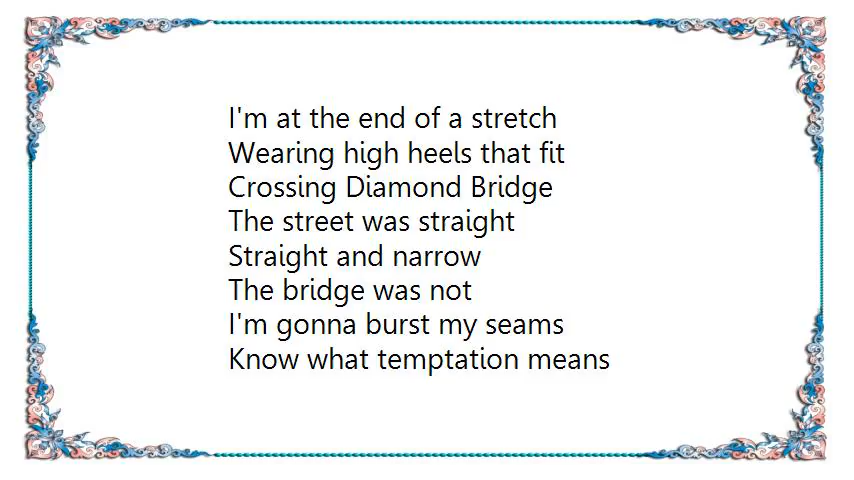 I'm at the end of a stretch
Wearing high heels that fit
Crossing Diamond Bridge
The street was straight
Straight and narrow
The bridge was not
I'm gonna burst my seams
Know what temptation means